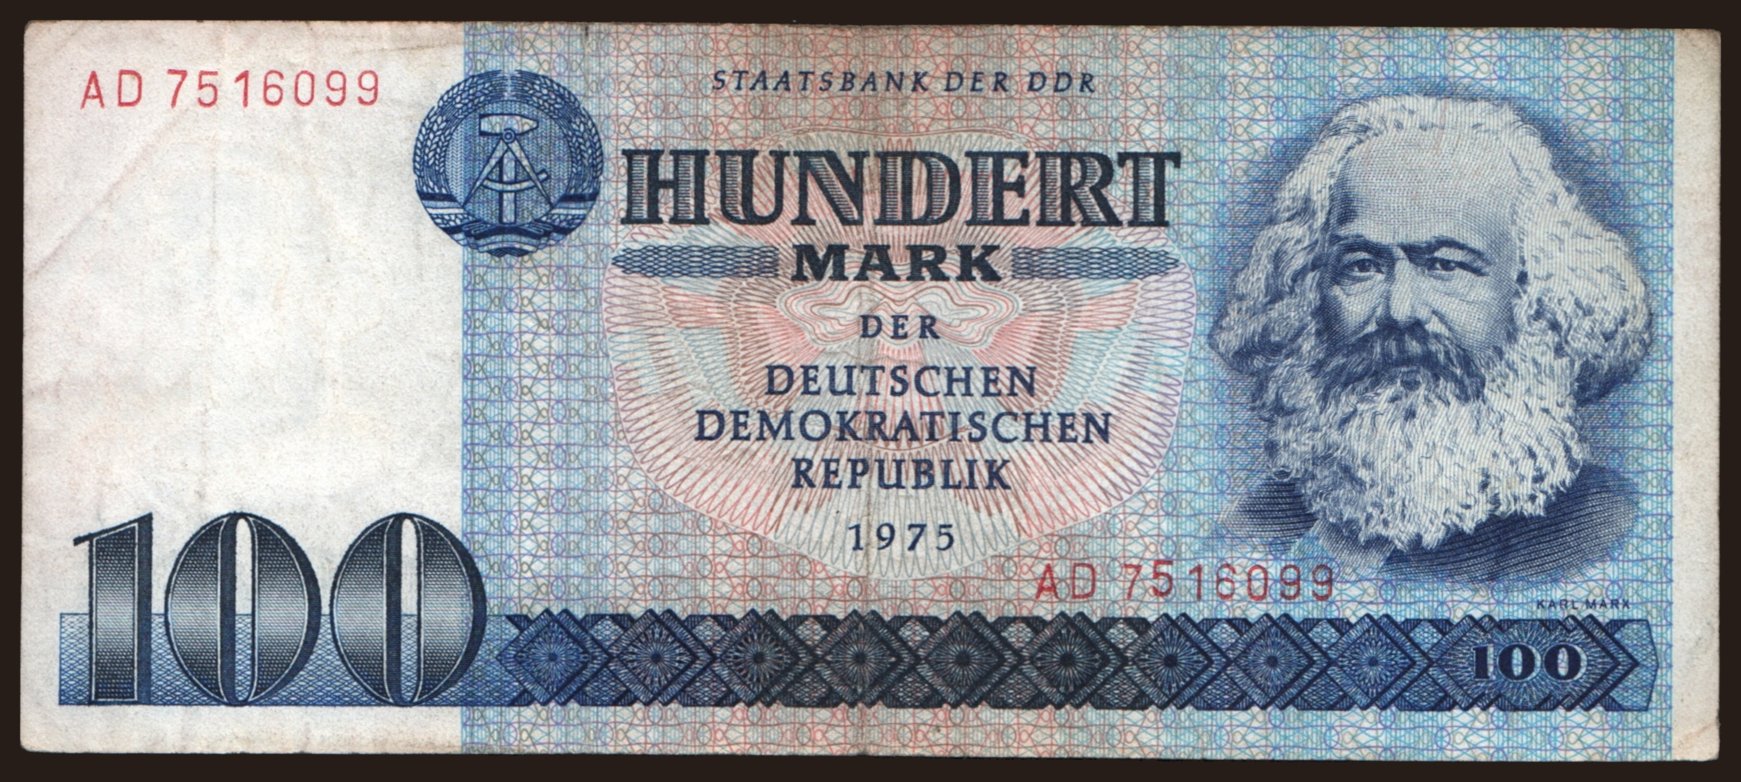 AD 7516099
STAATSBANK DER DDR
HUNDERT
MARK
DER
DEUTSCHEN
DEMOKRATISCHEN
REPUBLIK
1975
AD 7516099
KARL MARX
100
100